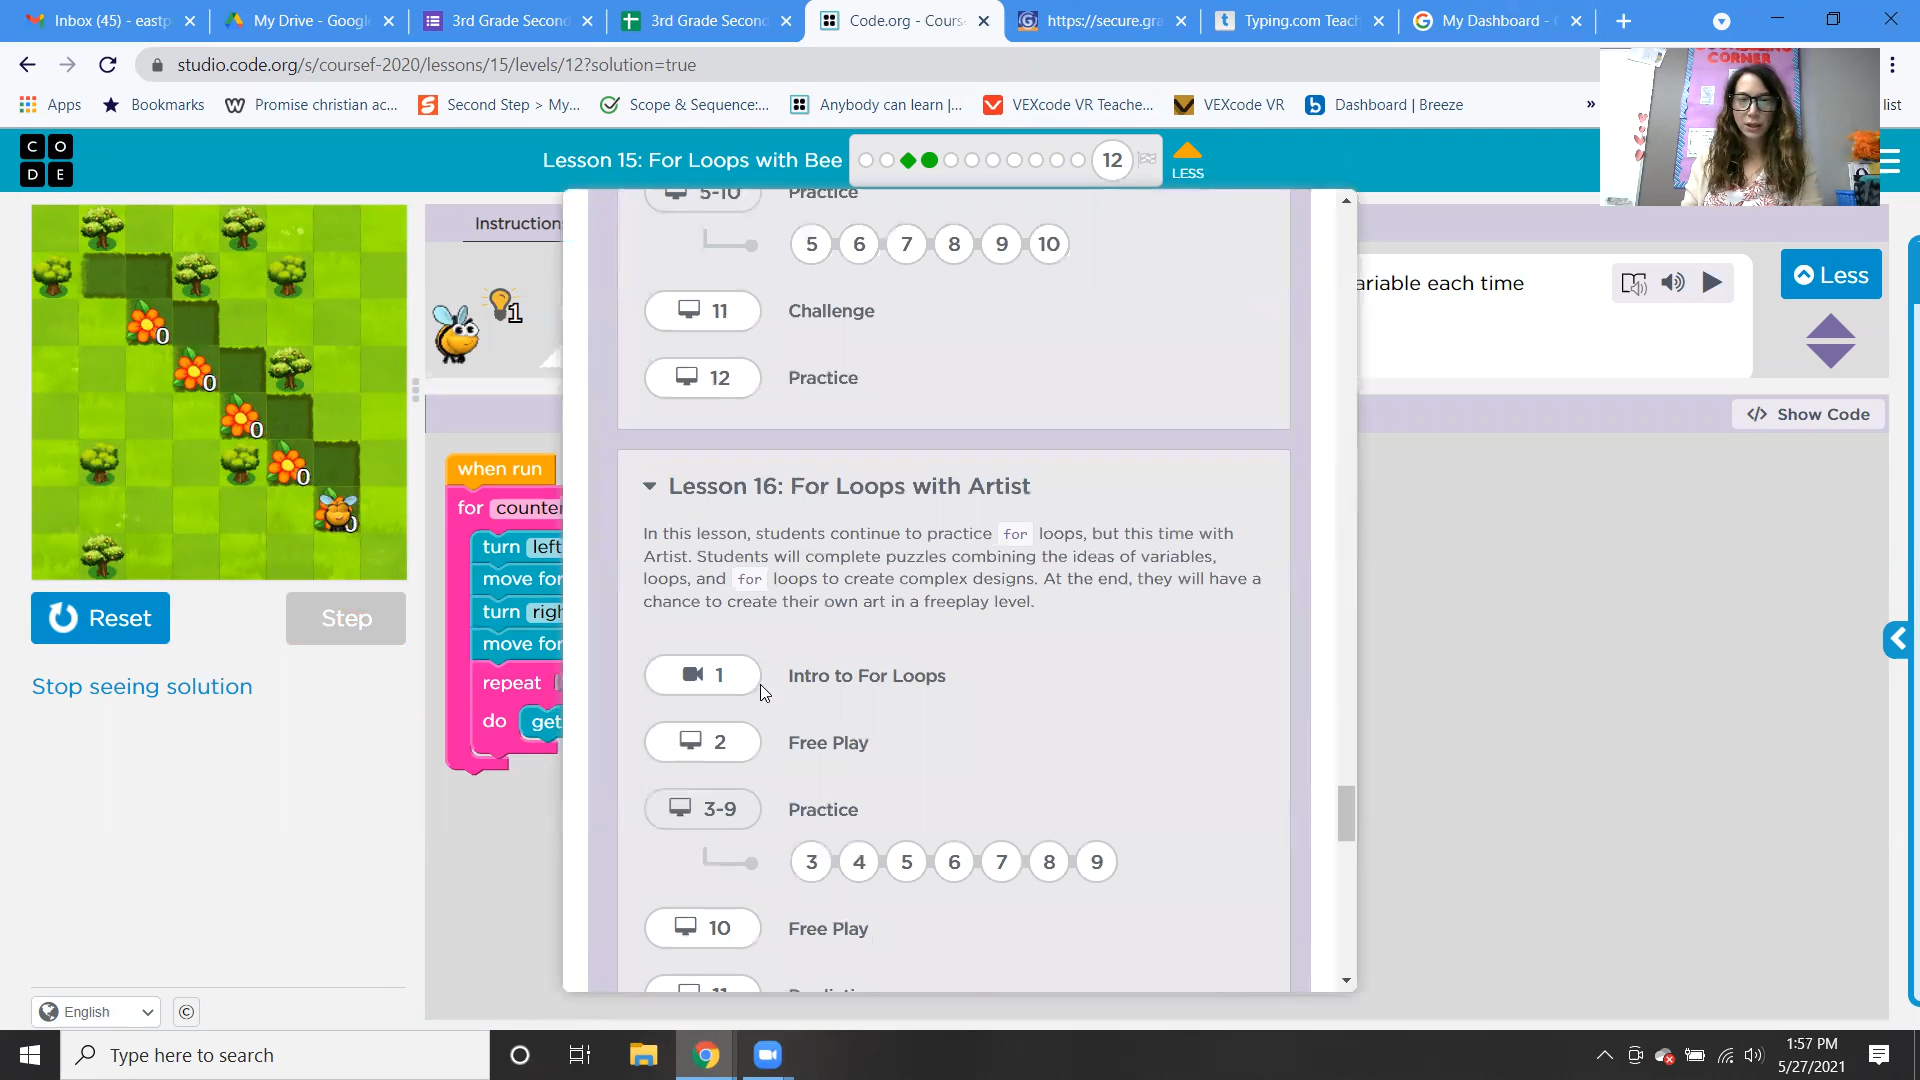 Inbox (45) - eastp
My Drive - Googl
3rd Grade Second
3rd Grade Second
Code.org - Cours
https://secure.gra
Typing.com Teach
My Dashboard -
studio.code.org/s/coursef-2020/lessons/15/levels/12?solution=true
Apps
Bookmarks
Promise christian ac...
Second Step > My...
Scope & Sequence:...
Anybody can learn |...
VEXcode VR Teache...
VEXcode VR
Dashboard | Breeze
»
list
CORNER
C O
D E
Lesson 15: For Loops with Bee
12
LESS
Instruction
5-10
Practice
5 6 7 8 9 10
11
Challenge
12
Practice
ariable each time
Less
Show Code
1
0
0
0
0
0
when run
for counte
turn left
move for
turn righ
move for
repeat
do get
Reset
Step
Stop seeing solution
Lesson 16: For Loops with Artist
In this lesson, students continue to practice for loops, but this time with
Artist. Students will complete puzzles combining the ideas of variables,
loops, and for loops to create complex designs. At the end, they will have a
chance to create their own art in a freeplay level.
1
Intro to For Loops
2
Free Play
3-9
Practice
3 4 5 6 7 8 9
10
Free Play
11
English
©
Type here to search
1:57 PM
5/27/2021